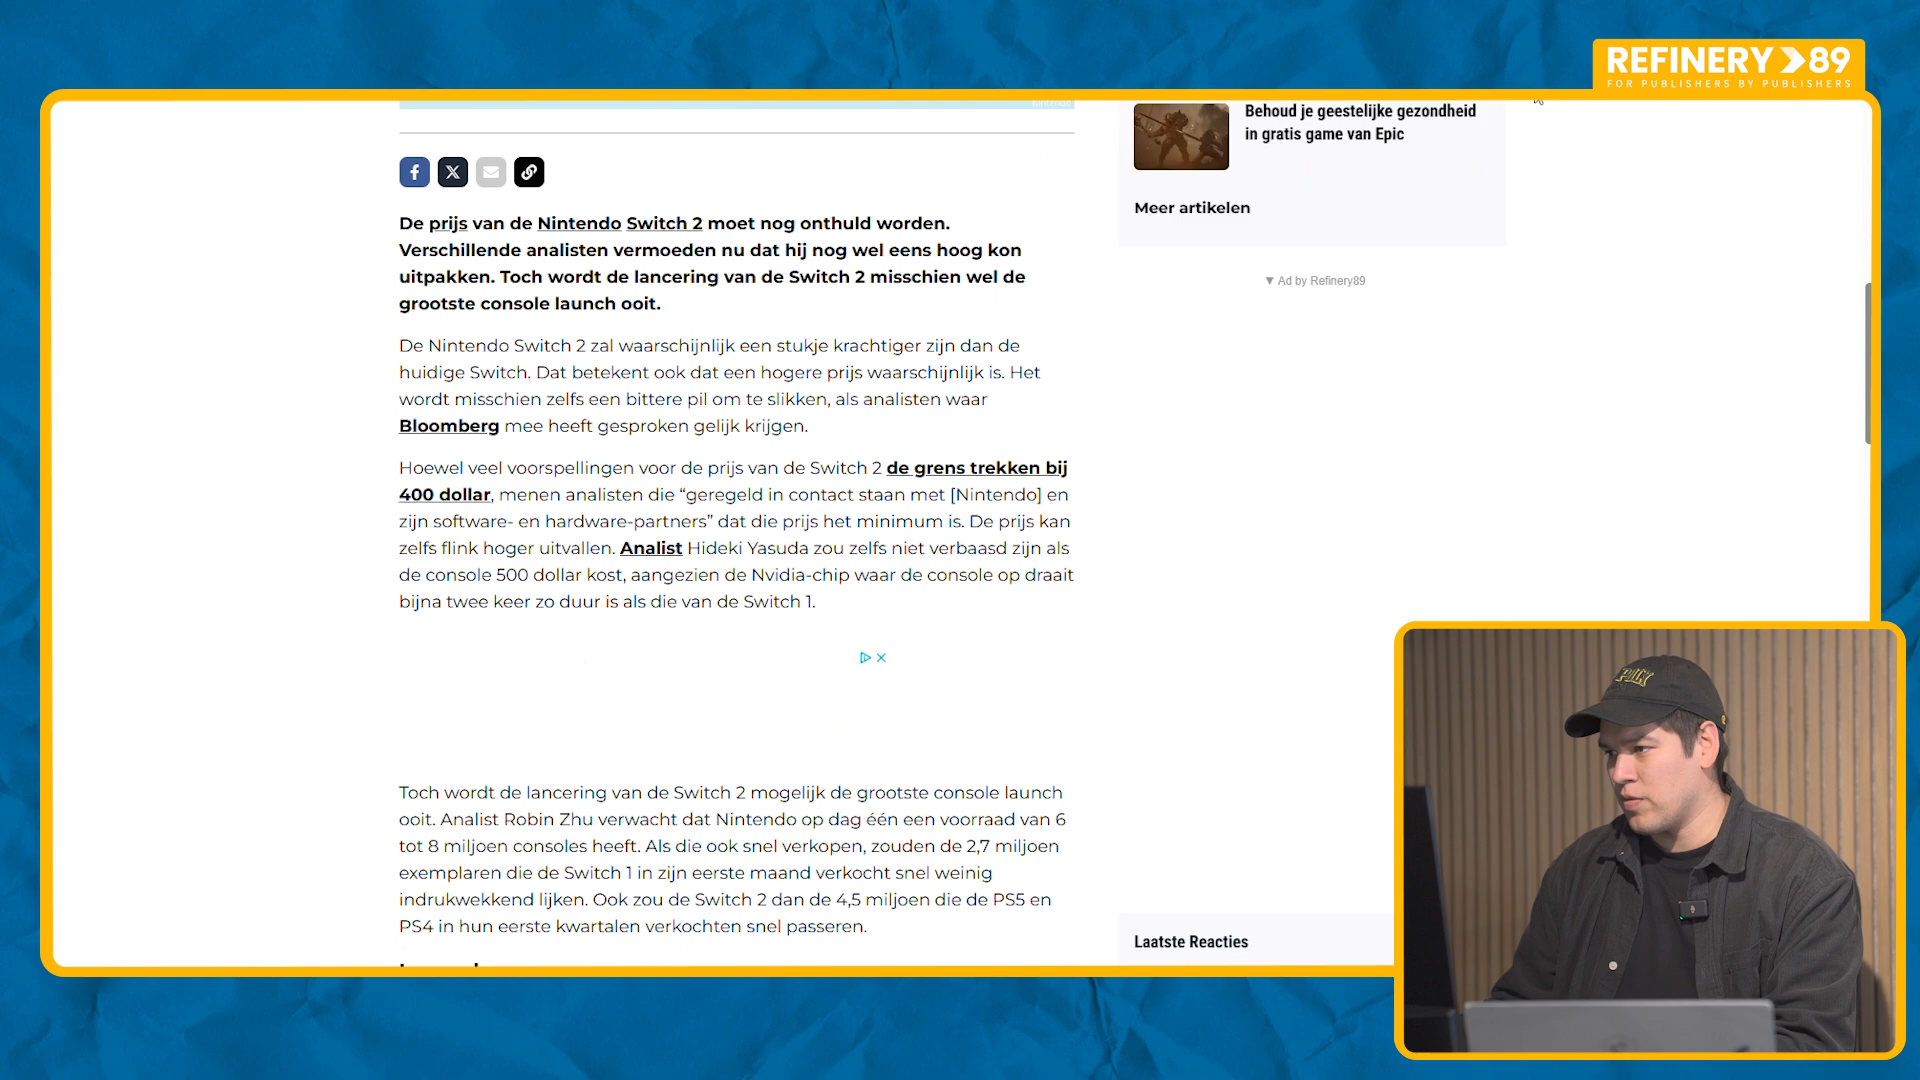 REFINERY 89
FOR PUBLISHERS BY PUBLISHERS
Behoud je geestelijke gezondheid
in gratis game van Epic
Meer artikelen
▼ Ad by Refinery89
De prijs van de Nintendo Switch 2 moet nog onthuld worden.
Verschillende analisten vermoeden nu dat hij nog wel eens hoog kon
uitpakken. Toch wordt de lancering van de Switch 2 misschien wel de
grootste console launch ooit.
De Nintendo Switch 2 zal waarschijnlijk een stukje krachtiger zijn dan de
huidige Switch. Dat betekent ook dat een hogere prijs waarschijnlijk is. Het
wordt misschien zelfs een bittere pil om te slikken, als analisten waar
Bloomberg mee heeft gesproken gelijk krijgen.
Hoewel veel voorspellingen voor de prijs van de Switch 2 de grens trekken bij
400 dollar, menen analisten die “geregeld in contact staan met [Nintendo] en
zijn software- en hardware-partners” dat die prijs het minimum is. De prijs kan
zelfs flink hoger uitvallen. Analist Hideki Yasuda zou zelfs niet verbaasd zijn als
de console 500 dollar kost, aangezien de Nvidia-chip waar de console op draait
bijna twee keer zo duur is als die van de Switch 1.
Toch wordt de lancering van de Switch 2 mogelijk de grootste console launch
ooit. Analist Robin Zhu verwacht dat Nintendo op dag één een voorraad van 6
tot 8 miljoen consoles heeft. Als die ook snel verkopen, zouden de 2,7 miljoen
exemplaren die de Switch 1 in zijn eerste maand verkocht snel weinig
indrukwekkend lijken. Ook zou de Switch 2 dan de 4,5 miljoen die de PS5 en
PS4 in hun eerste kwartalen verkochten snel passeren.
Laatste Reacties